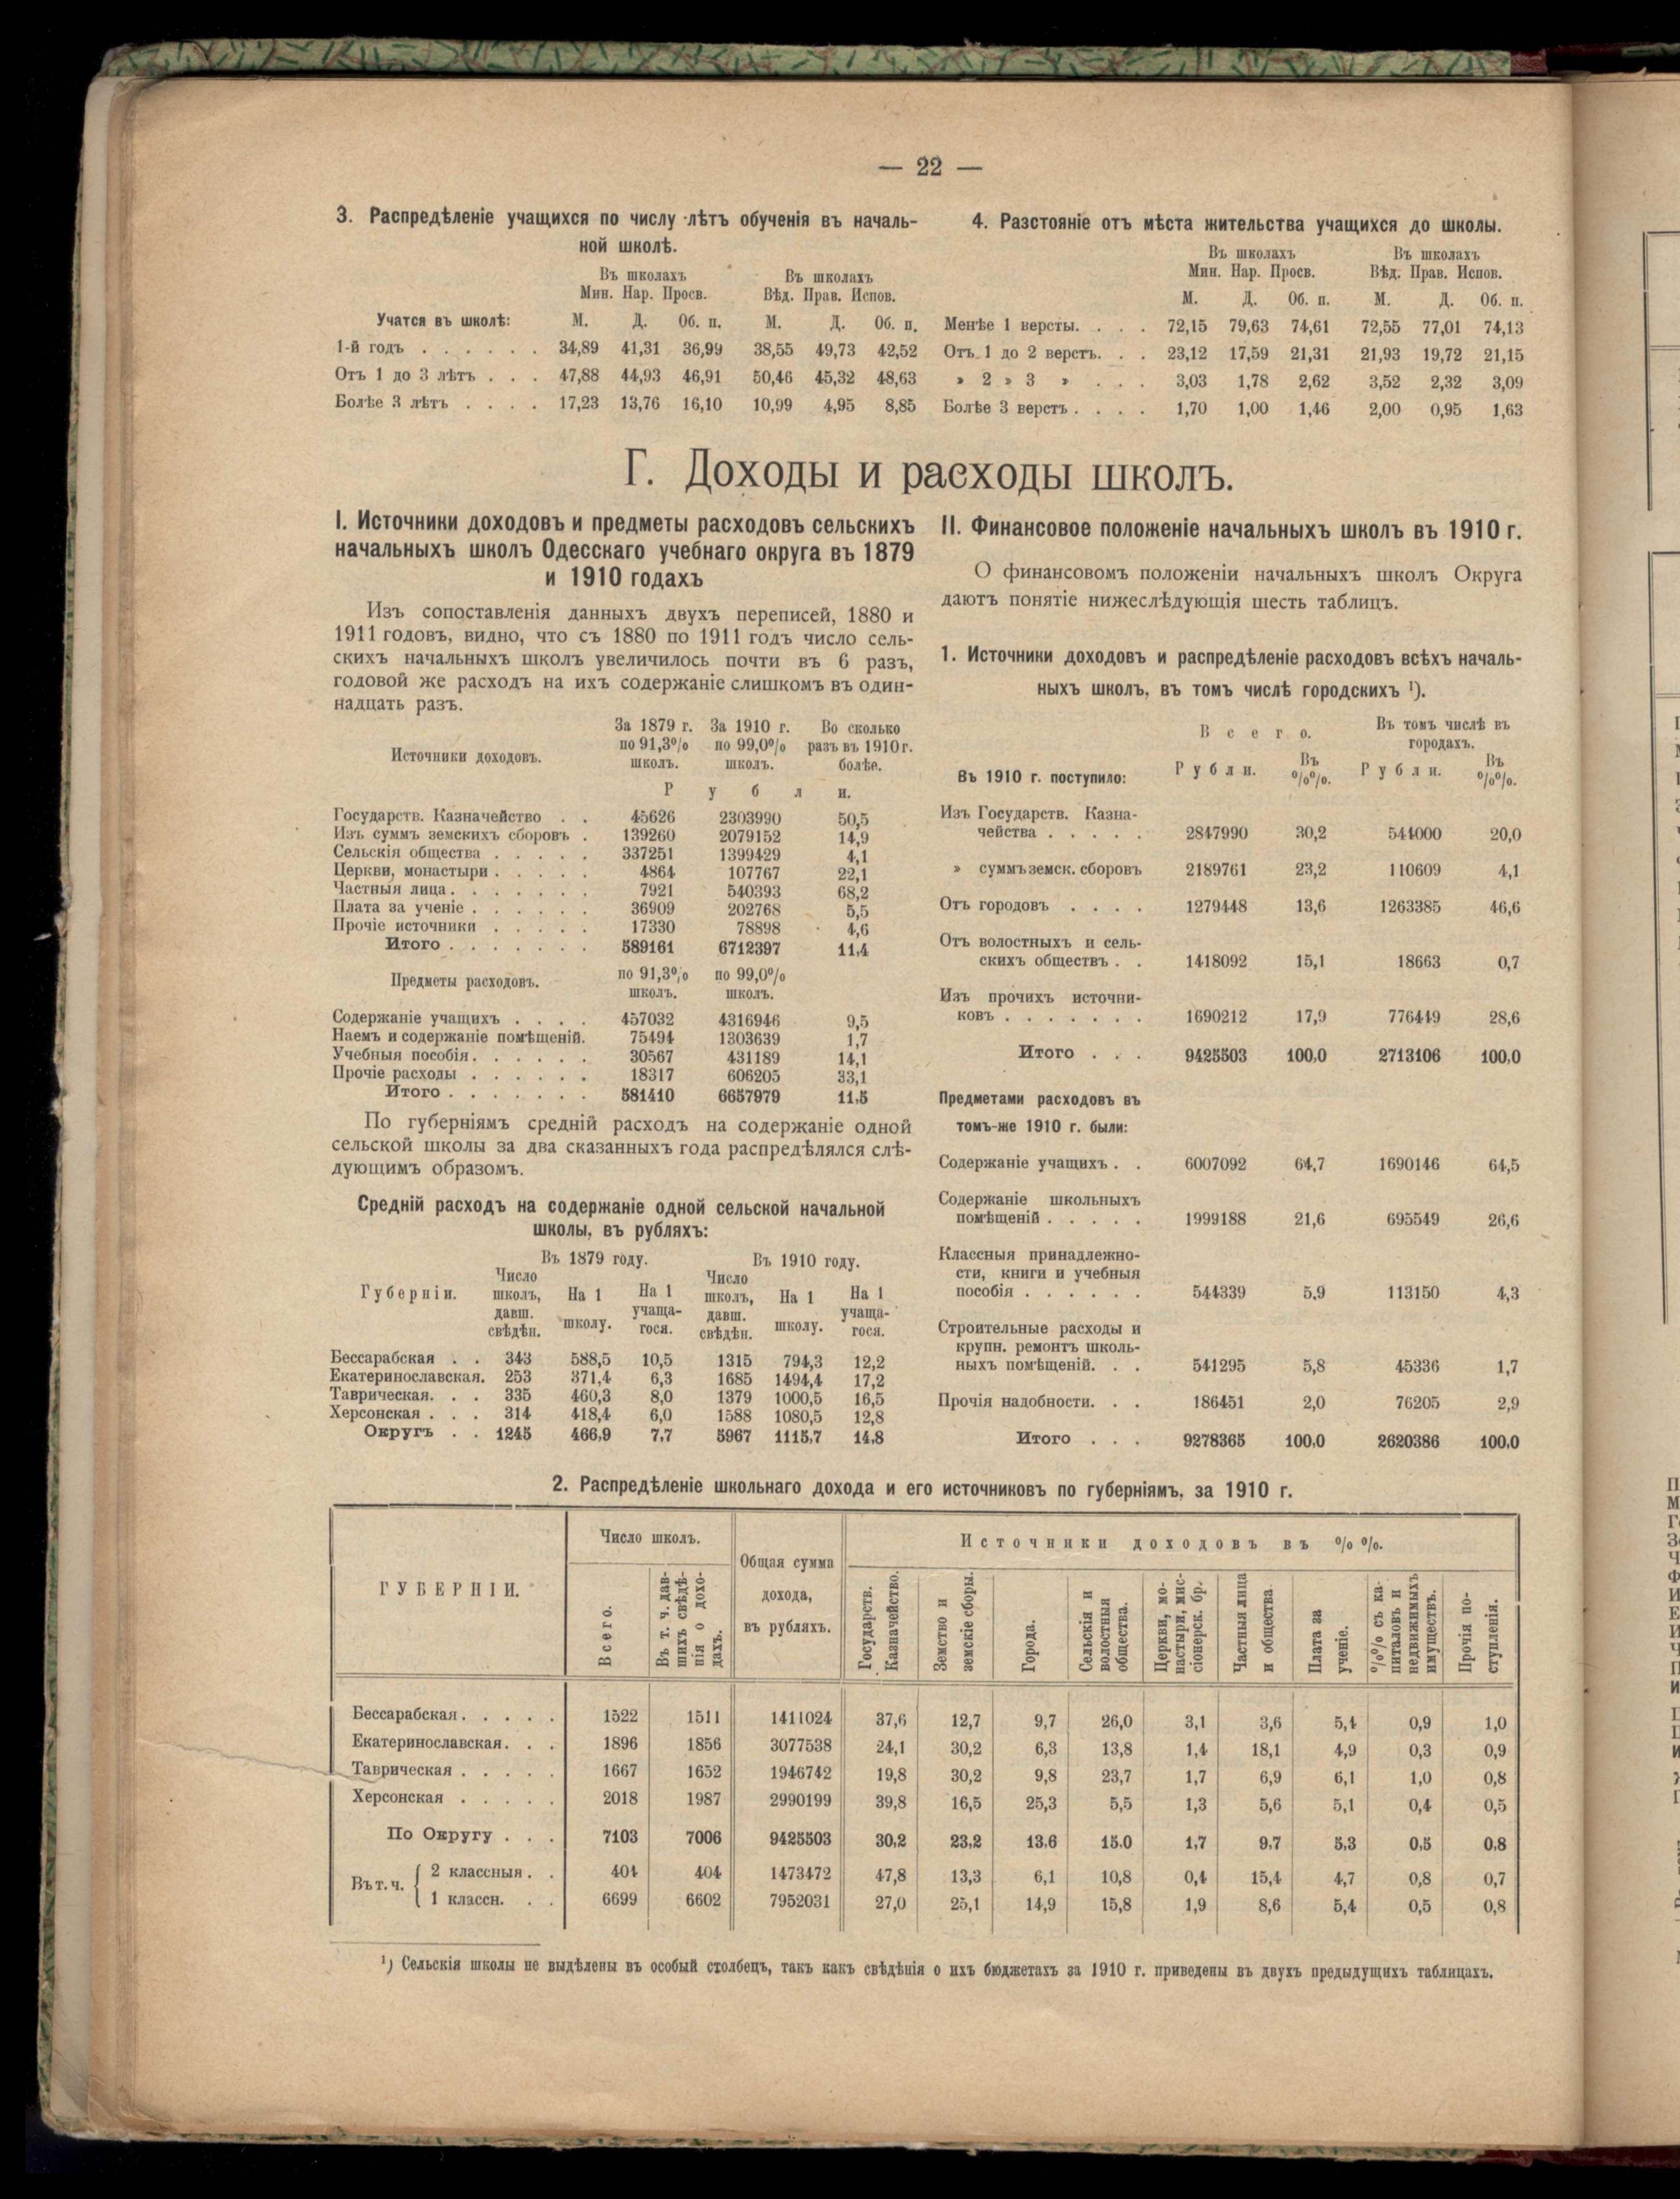 — 22 —
3. Распредѣленіе учащихся по числу лѣтъ обученія въ началь-
ной школѣ.
Въ школахъ Въ школахъ
Мин. Нар. Просв. Вѣд. Прав. Испов.
Учатся въ школѣ: М. Д. Об. п. М. Д. Об. п.
1-й годъ . . . . . . 34,89 41,31 36,99 38,55 49,73 42,52
Отъ 1 до 3 лѣтъ . . . 47,88 44,93 46,91 50,46 45,32 48,63
Болѣе 3 лѣтъ . . . . 17,23 13,76 16,10 10,99 4,95 8,85
4. Разстояніе отъ мѣста жительства учащихся до школы.
Въ школахъ Въ школахъ
Мин. Нар. Просв. Вѣд. Прав. Испов.
М. Д. Об. п. М. Д. Об. п.
Менѣе 1 версты. . . . 72,15 79,63 74,61 72,55 77,01 74,13
Отъ 1 до 2 верстъ. . . 23,12 17,59 21,31 21,93 19,72 21,15
» 2 » 3 » . . . 3,03 1,78 2,62 3,52 2,32 3,09
Болѣе 3 верстъ . . . . 1,70 1,00 1,46 2,00 0,95 1,63
Г. Доходы и расходы школъ.
I. Источники доходовъ и предметы расходовъ сельскихъ
начальныхъ школъ Одесскаго учебнаго округа въ 1879
и 1910 годахъ
Изъ сопоставленія данныхъ двухъ переписей, 1880 и
1911 годовъ, видно, что съ 1880 по 1911 годъ число сель-
скихъ начальныхъ школъ увеличилось почти въ 6 разъ,
годовой же расходъ на ихъ содержаніе слишкомъ въ один-
надцать разъ.
За 1879 г. За 1910 г. Во сколько
по 91,3% по 99,0% разъ въ 1910 г.
Источники доходовъ. школъ. школъ. болѣе.
Р у б л и.
Государств. Казначейство . . 45626 2303990 50,5
Изъ суммъ земскихъ сборовъ . 139260 2079152 14,9
Сельскія общества . . . . . 337251 1399429 4,1
Церкви, монастыри . . . . . 4864 107767 22,1
Частныя лица . . . . . . . 7921 540393 68,2
Плата за ученіе . . . . . . 36909 202768 5,5
Прочіе источники . . . . . 17330 78898 4,6
Итого . . . . . . . 589161 6712397 11,4
Предметы расходовъ. по 91,3% по 99,0%
школъ. школъ.
Содержаніе учащихъ . . . . 457032 4316946 9,5
Наемъ и содержаніе помѣщеній. 75494 1303639 1,7
Учебныя пособія . . . . . . 30567 431189 14,1
Прочіе расходы . . . . . . 18317 606205 33,1
Итого . . . . . . . 581410 6657979 11,5
По губерніямъ средній расходъ на содержаніе одной
сельской школы за два сказанныхъ года распредѣлялся слѣ-
дующимъ образомъ.
Средній расходъ на содержаніе одной сельской начальной
школы, въ рубляхъ:
Въ 1879 году. Въ 1910 году.
Губерніи. Число школъ, давш. свѣдѣн. На 1 школу. На 1 учаща-гося. Число школъ, давш. свѣдѣн. На 1 школу. На 1 учаща-гося.
Бессарабская . . 343 588,5 10,5 1315 794,3 12,2
Екатеринославская. 253 371,4 6,3 1685 1494,4 17,2
Таврическая. . . 335 460,3 8,0 1379 1000,5 16,5
Херсонская . . . 314 418,4 6,0 1588 1080,5 12,8
Округъ . . 1245 466,9 7,7 5967 1115,7 14,8
II. Финансовое положеніе начальныхъ школъ въ 1910 г.
О финансовомъ положеніи начальныхъ школъ Округа
даютъ понятіе нижеслѣдующія шесть таблицъ.
1. Источники доходовъ и распредѣленіе расходовъ всѣхъ началь-
ныхъ школъ, въ томъ числѣ городскихъ ¹).
В с е г о. Въ томъ числѣ въ городахъ.
Въ 1910 г. поступило: Рубли. Въ %%. Рубли. Въ %%.
Изъ Государств. Казна-
чейства . . . . . 2847990 30,2 544000 20,0
» суммъ земск. сборовъ 2189761 23,2 110609 4,1
Отъ городовъ . . . . 1279448 13,6 1263385 46,6
Отъ волостныхъ и сель-
скихъ обществъ . . 1418092 15,1 18663 0,7
Изъ прочихъ источни-
ковъ . . . . . . . 1690212 17,9 776449 28,6
Итого . . . 9425503 100,0 2713106 100,0
Предметами расходовъ въ
томъ-же 1910 г. были:
Содержаніе учащихъ . . 6007092 64,7 1690146 64,5
Содержаніе школьныхъ
помѣщеній . . . . . 1999188 21,6 695549 26,6
Классныя принадлежно-
сти, книги и учебныя
пособія . . . . . . 544339 5,9 113150 4,3
Строительные расходы и
крупн. ремонтъ школь-
ныхъ помѣщеній. . . 541295 5,8 45336 1,7
Прочія надобности. . . 186451 2,0 76205 2,9
Итого . . . 9278365 100,0 2620386 100,0
2. Распредѣленіе школьнаго дохода и его источниковъ по губерніямъ, за 1910 г.
ГУБЕРНІИ. Число школъ. Общая сумма дохода, въ рубляхъ. Источники доходовъ въ %%.
Всего. Въ т. ч. дав-шихъ свѣдѣ-нія о дохо-дахъ. Государств. Казначейство. Земство и земскіе сборы. Города. Сельскія и волостныя общества. Церкви, мо-настыри, мис-сіонерск. бр. Частныя лица и общества. Плата за ученіе. %% съ ка-питаловъ и недвижимыхъ имуществъ. Прочія по-ступленія.
Бессарабская . . . . . 1522 1511 1411024 37,6 12,7 9,7 26,0 3,1 3,6 5,4 0,9 1,0
Екатеринославская. . . 1896 1856 3077538 24,1 30,2 6,3 13,8 1,4 18,1 4,9 0,3 0,9
Таврическая . . . . . 1667 1652 1946742 19,8 30,2 9,8 23,7 1,7 6,9 6,1 1,0 0,8
Херсонская . . . . . 2018 1987 2990199 39,8 16,5 25,3 5,5 1,3 5,6 5,1 0,4 0,5
По Округу . . . 7103 7006 9425503 30,2 23,2 13,6 15,0 1,7 9,7 5,3 0,5 0,8
Въ т. ч. { 2 классныя . . 404 404 1473472 47,8 13,3 6,1 10,8 0,4 15,4 4,7 0,8 0,7
1 классн. . . 6699 6602 7952031 27,0 25,1 14,9 15,8 1,9 8,6 5,4 0,5 0,8
¹) Сельскія школы не выдѣлены въ особый столбецъ, такъ какъ свѣдѣнія о ихъ бюджетахъ за 1910 г. приведены въ двухъ предыдущихъ таблицахъ.